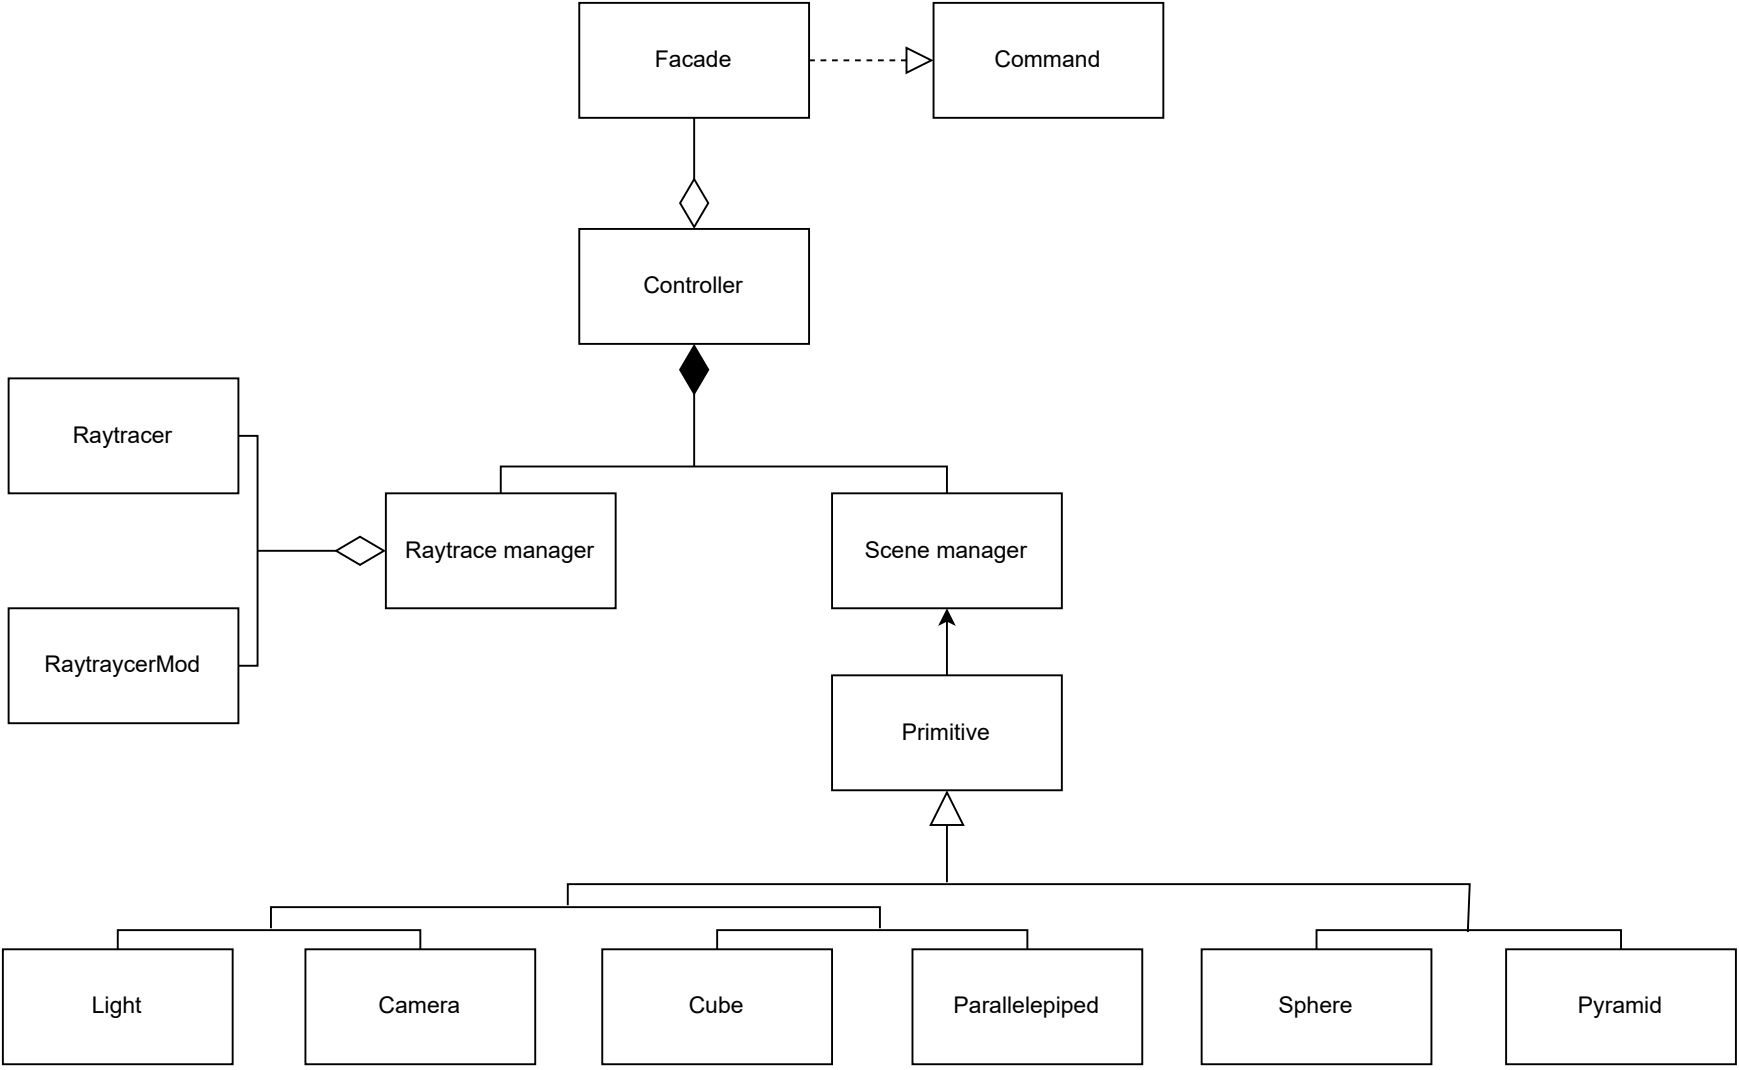 Facade
Command
Controller
Raytracer
Raytrace manager
Scene manager
RaytraycerMod
Primitive
Light
Camera
Cube
Parallelepiped
Sphere
Pyramid